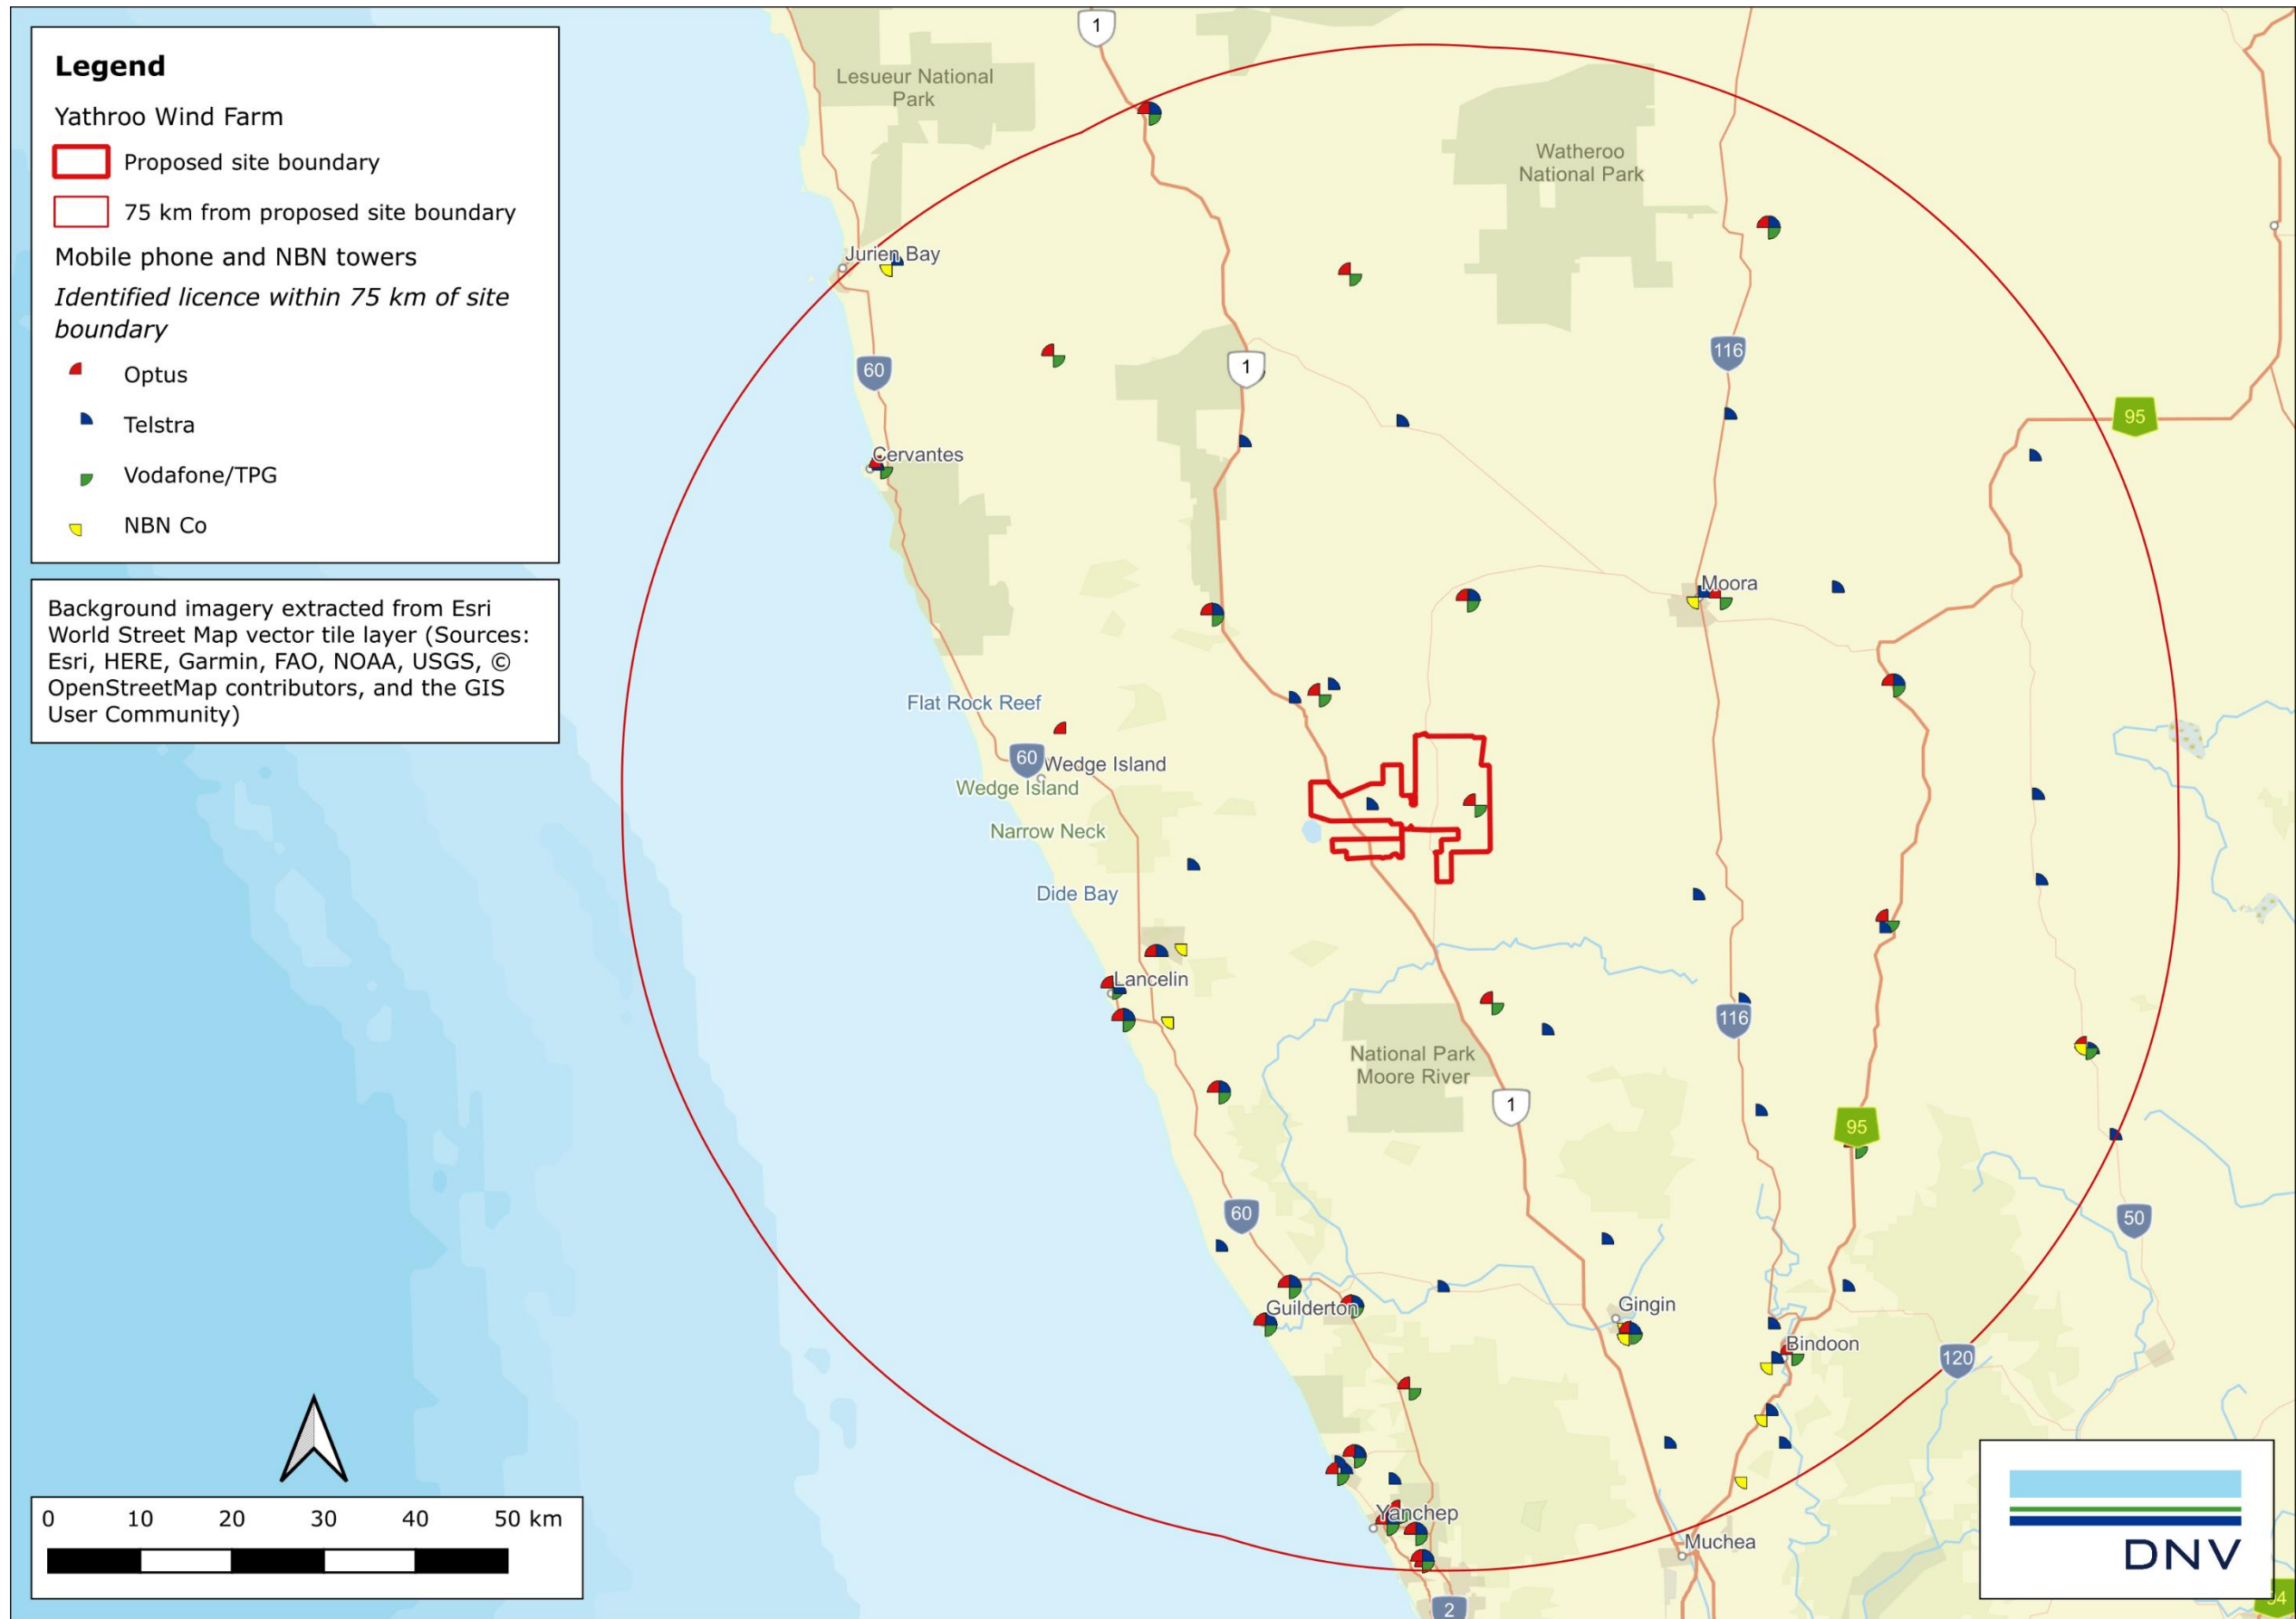 Legend
Yathroo Wind Farm
Proposed site boundary
75 km from proposed site boundary
Mobile phone and NBN towers
Identified licence within 75 km of site
boundary
Optus
Telstra
Vodafone/TPG
NBN Co
Background imagery extracted from Esri
World Street Map vector tile layer (Sources:
Esri, HERE, Garmin, FAO, NOAA, USGS, ©
OpenStreetMap contributors, and the GIS
User Community)
1
Lesueur National
Park
Watheroo
National Park
Jurien Bay
60
1
116
95
Cervantes
Moora
Flat Rock Reef
60
Wedge Island
Wedge Island
Narrow Neck
Dide Bay
Lancelin
116
National Park
Moore River
1
95
60
50
Guilderton
Gingin
Bindoon
120
Yanchep
Muchea
2
0 10 20 30 40 50 km
DNV